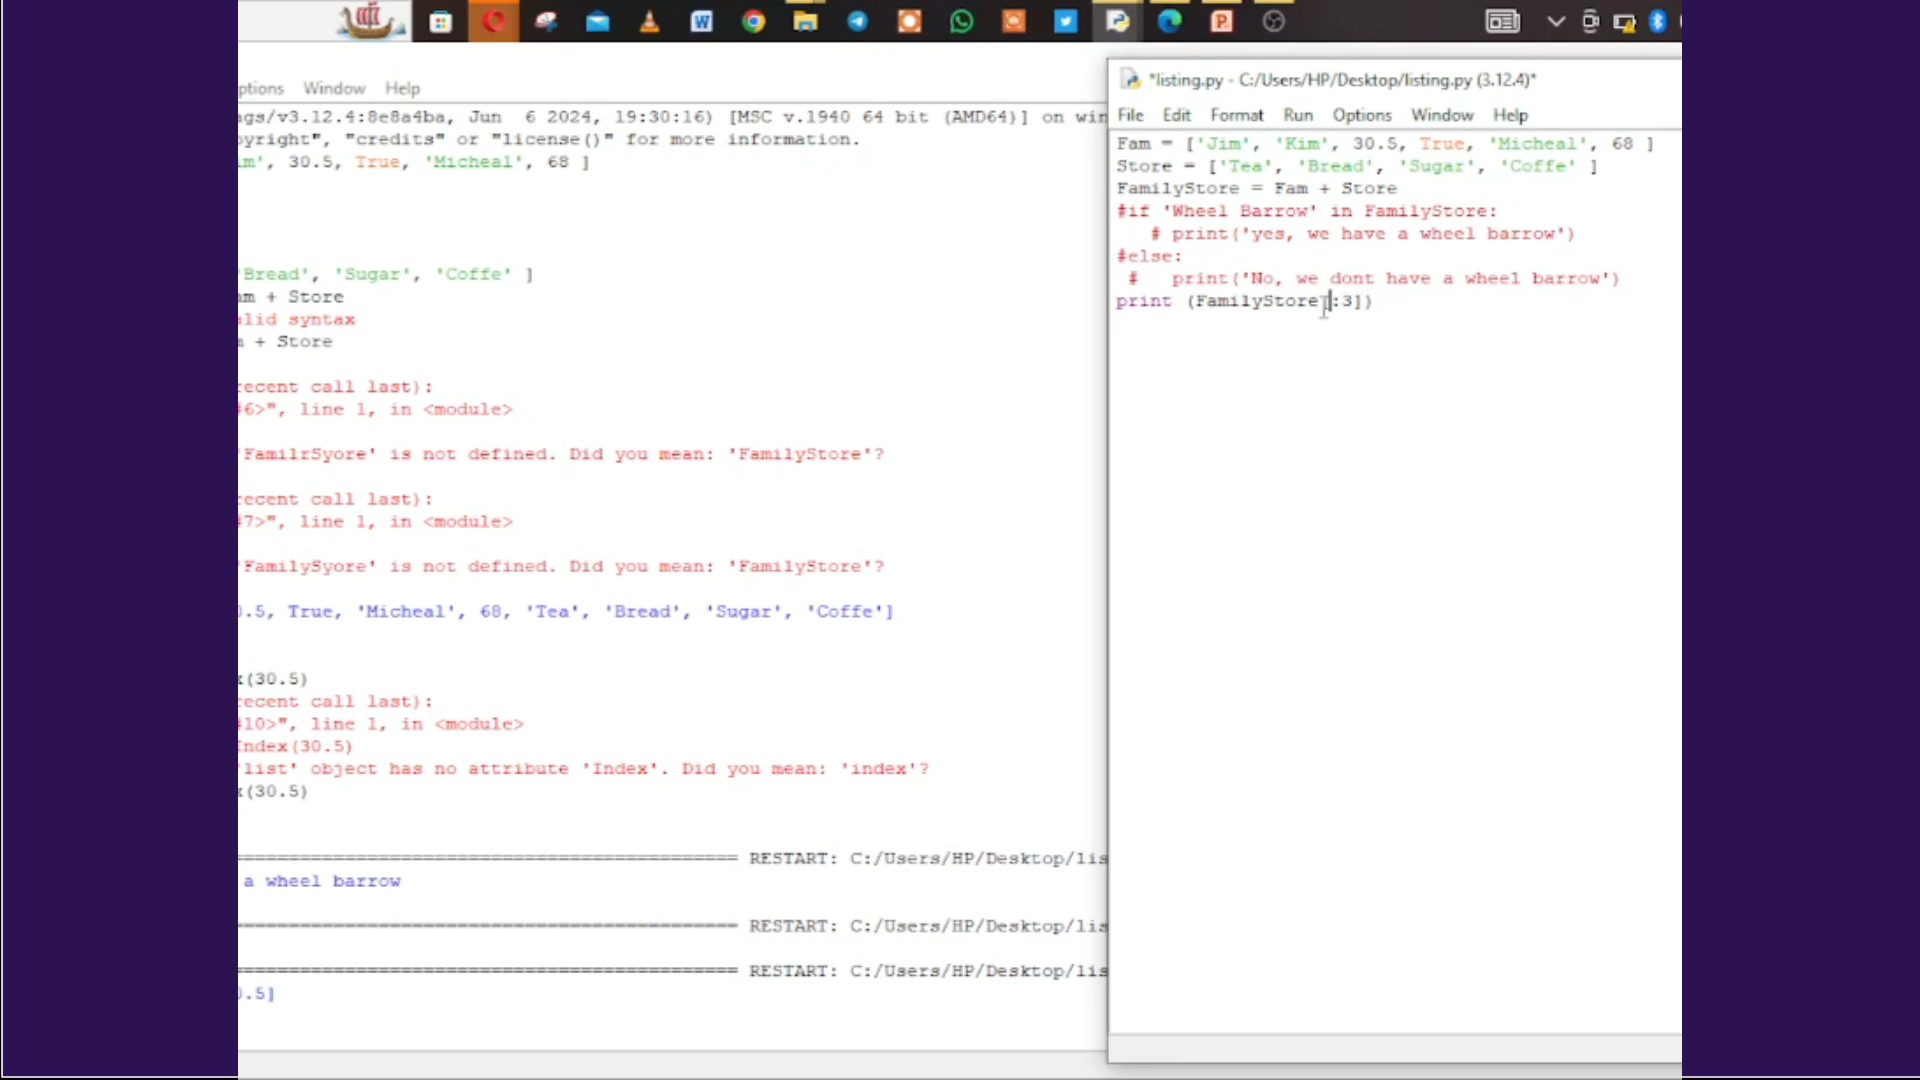 ptions Window Help
ags/v3.12.4:8e8a4ba, Jun  6 2024, 19:30:16) [MSC v.1940 64 bit (AMD64)] on win
opyright", "credits" or "license()" for more information.
im', 30.5, True, 'Micheal', 68 ]
'Bread', 'Sugar', 'Coffe' ]
am + Store
alid syntax
m + Store
recent call last):
#6>", line 1, in <module>
'FamilrSyore' is not defined. Did you mean: 'FamilyStore'?
recent call last):
#7>", line 1, in <module>
'FamilySyore' is not defined. Did you mean: 'FamilyStore'?
0.5, True, 'Micheal', 68, 'Tea', 'Bread', 'Sugar', 'Coffe']
x(30.5)
recent call last):
#10>", line 1, in <module>
Index(30.5)
'list' object has no attribute 'Index'. Did you mean: 'index'?
x(30.5)
RESTART: C:/Users/HP/Desktop/lis
a wheel barrow
RESTART: C:/Users/HP/Desktop/lis
RESTART: C:/Users/HP/Desktop/lis
0.5]
*listing.py - C:/Users/HP/Desktop/listing.py (3.12.4)*
File Edit Format Run Options Window Help
Fam = ['Jim', 'Kim', 30.5, True, 'Micheal', 68 ]
Store = ['Tea', 'Bread', 'Sugar', 'Coffe' ]
FamilyStore = Fam + Store
#if 'Wheel Barrow' in FamilyStore:
# print('yes, we have a wheel barrow')
#else:
#   print('No, we dont have a wheel barrow')
print (FamilyStore[:3])